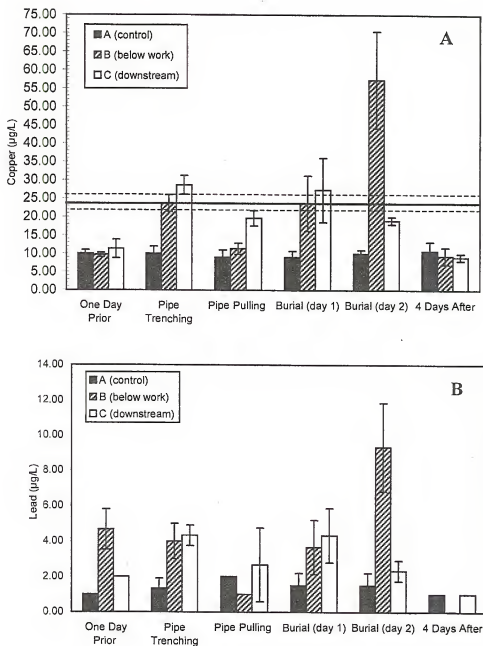 75.00
70.00
65.00
60.00
55.00
50.00
45.00
40.00
35.00
30.00
25.00
20.00
15.00
10.00
5.00
0.00
Copper (µg/L)
A (control)
B (below work)
C (downstream)
A
One Day Prior
Pipe Trenching
Pipe Pulling
Burial (day 1)
Burial (day 2)
4 Days After
14.00
12.00
10.00
8.00
6.00
4.00
2.00
0.00
Lead (µg/L)
A (control)
B (below work)
C (downstream)
B
One Day Prior
Pipe Trenching
Pipe Pulling
Burial (day 1)
Burial (day 2)
4 Days After